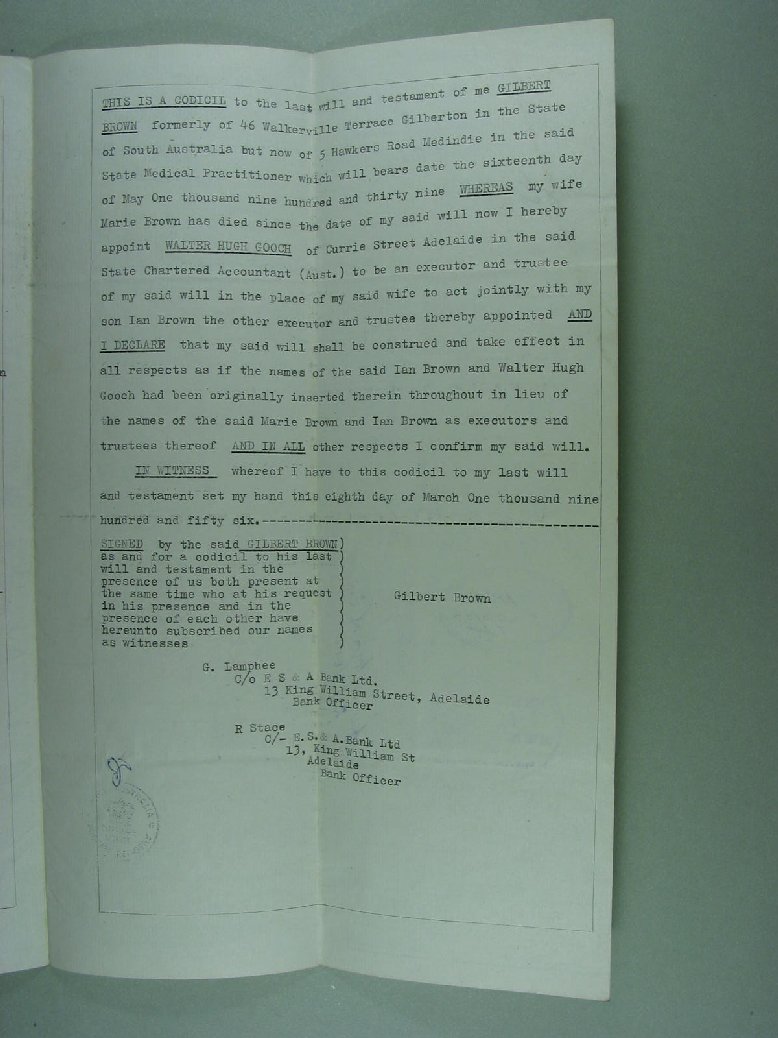 THIS IS A CODICIL to the last will and testament of me GILBERT
BROWN formerly of 46 Walkerville Terrace Gilberton in the State
of South Australia but now of 5 Hawkers Road Medindie in the said
State Medical Practitioner which will bears date the sixteenth day
of May One thousand nine hundred and thirty nine WHEREAS my wife
Marie Brown has died since the date of my said will now I hereby
appoint WALTER HUGH GOOCH of Currie Street Adelaide in the said
State Chartered Accountant (Aust.) to be an executor and trustee
of my said will in the place of my said wife to act jointly with my
son Ian Brown the other executor and trustee thereby appointed AND
I DECLARE that my said will shall be construed and take effect in
all respects as if the names of the said Ian Brown and Walter Hugh
Gooch had been originally inserted therein throughout in lieu of
the names of the said Marie Brown and Ian Brown as executors and
trustees thereof AND IN ALL other respects I confirm my said will.
IN WITNESS whereof I have to this codicil to my last will
and testament set my hand this eighth day of March One thousand nine
hundred and fifty six.
SIGNED by the said GILBERT BROWN)
as and for a codicil to his last
will and testament in the
presence of us both present at
the same time who at his request
in his presence and in the
presence of each other have
hereunto subscribed our names
as witnesses
Gilbert Brown
G. Lamphee
C/o E S & A Bank Ltd.
13 King William Street, Adelaide
Bank Officer
R Stace
C/- E.S.& A.Bank Ltd
13, King William St
Adelaide
Bank Officer